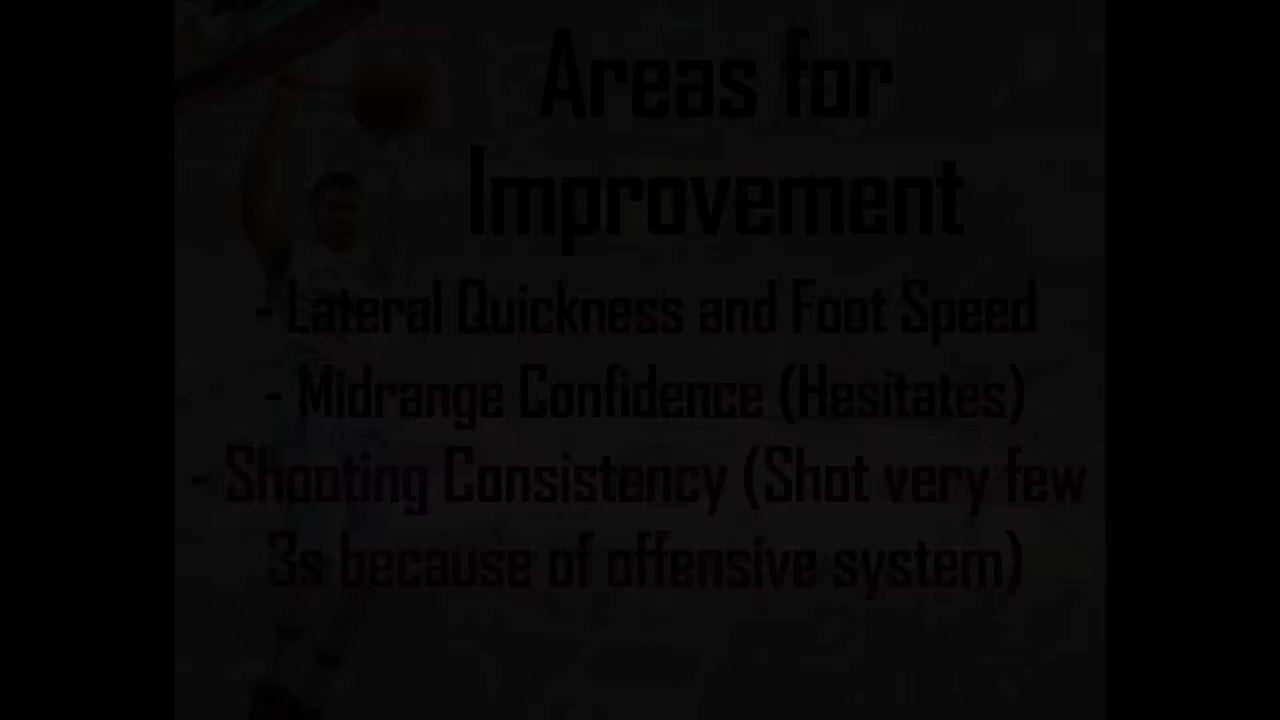 Areas for
Improvement
- Lateral Quickness and Foot Speed
- Midrange Confidence (Hesitates)
- Shooting Consistency (Shot very few
3s because of offensive system)